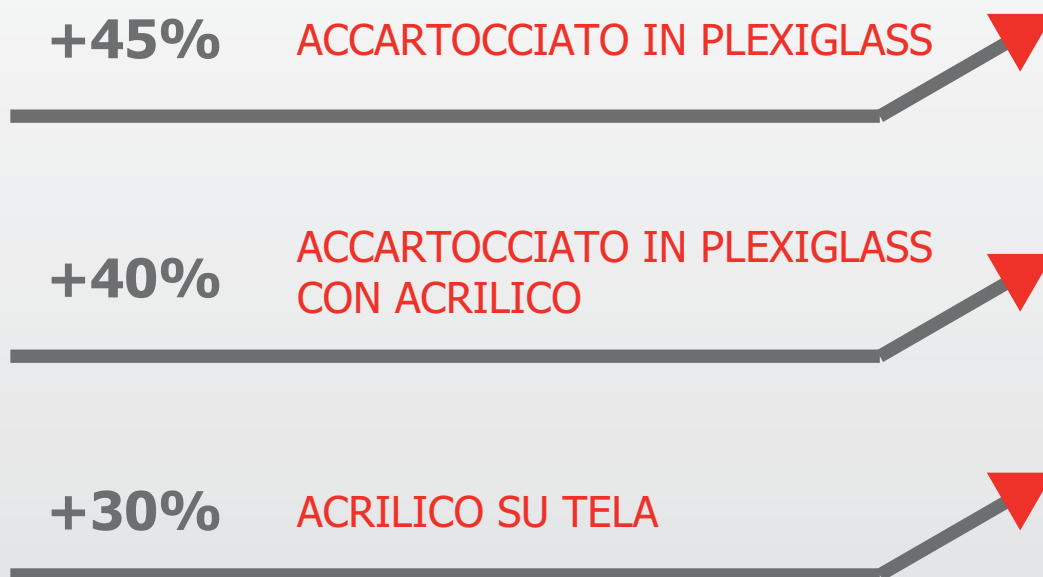 +45% ACCARTOCCIATO IN PLEXIGLASS
+40% ACCARTOCCIATO IN PLEXIGLASS
CON ACRILICO
+30% ACRILICO SU TELA